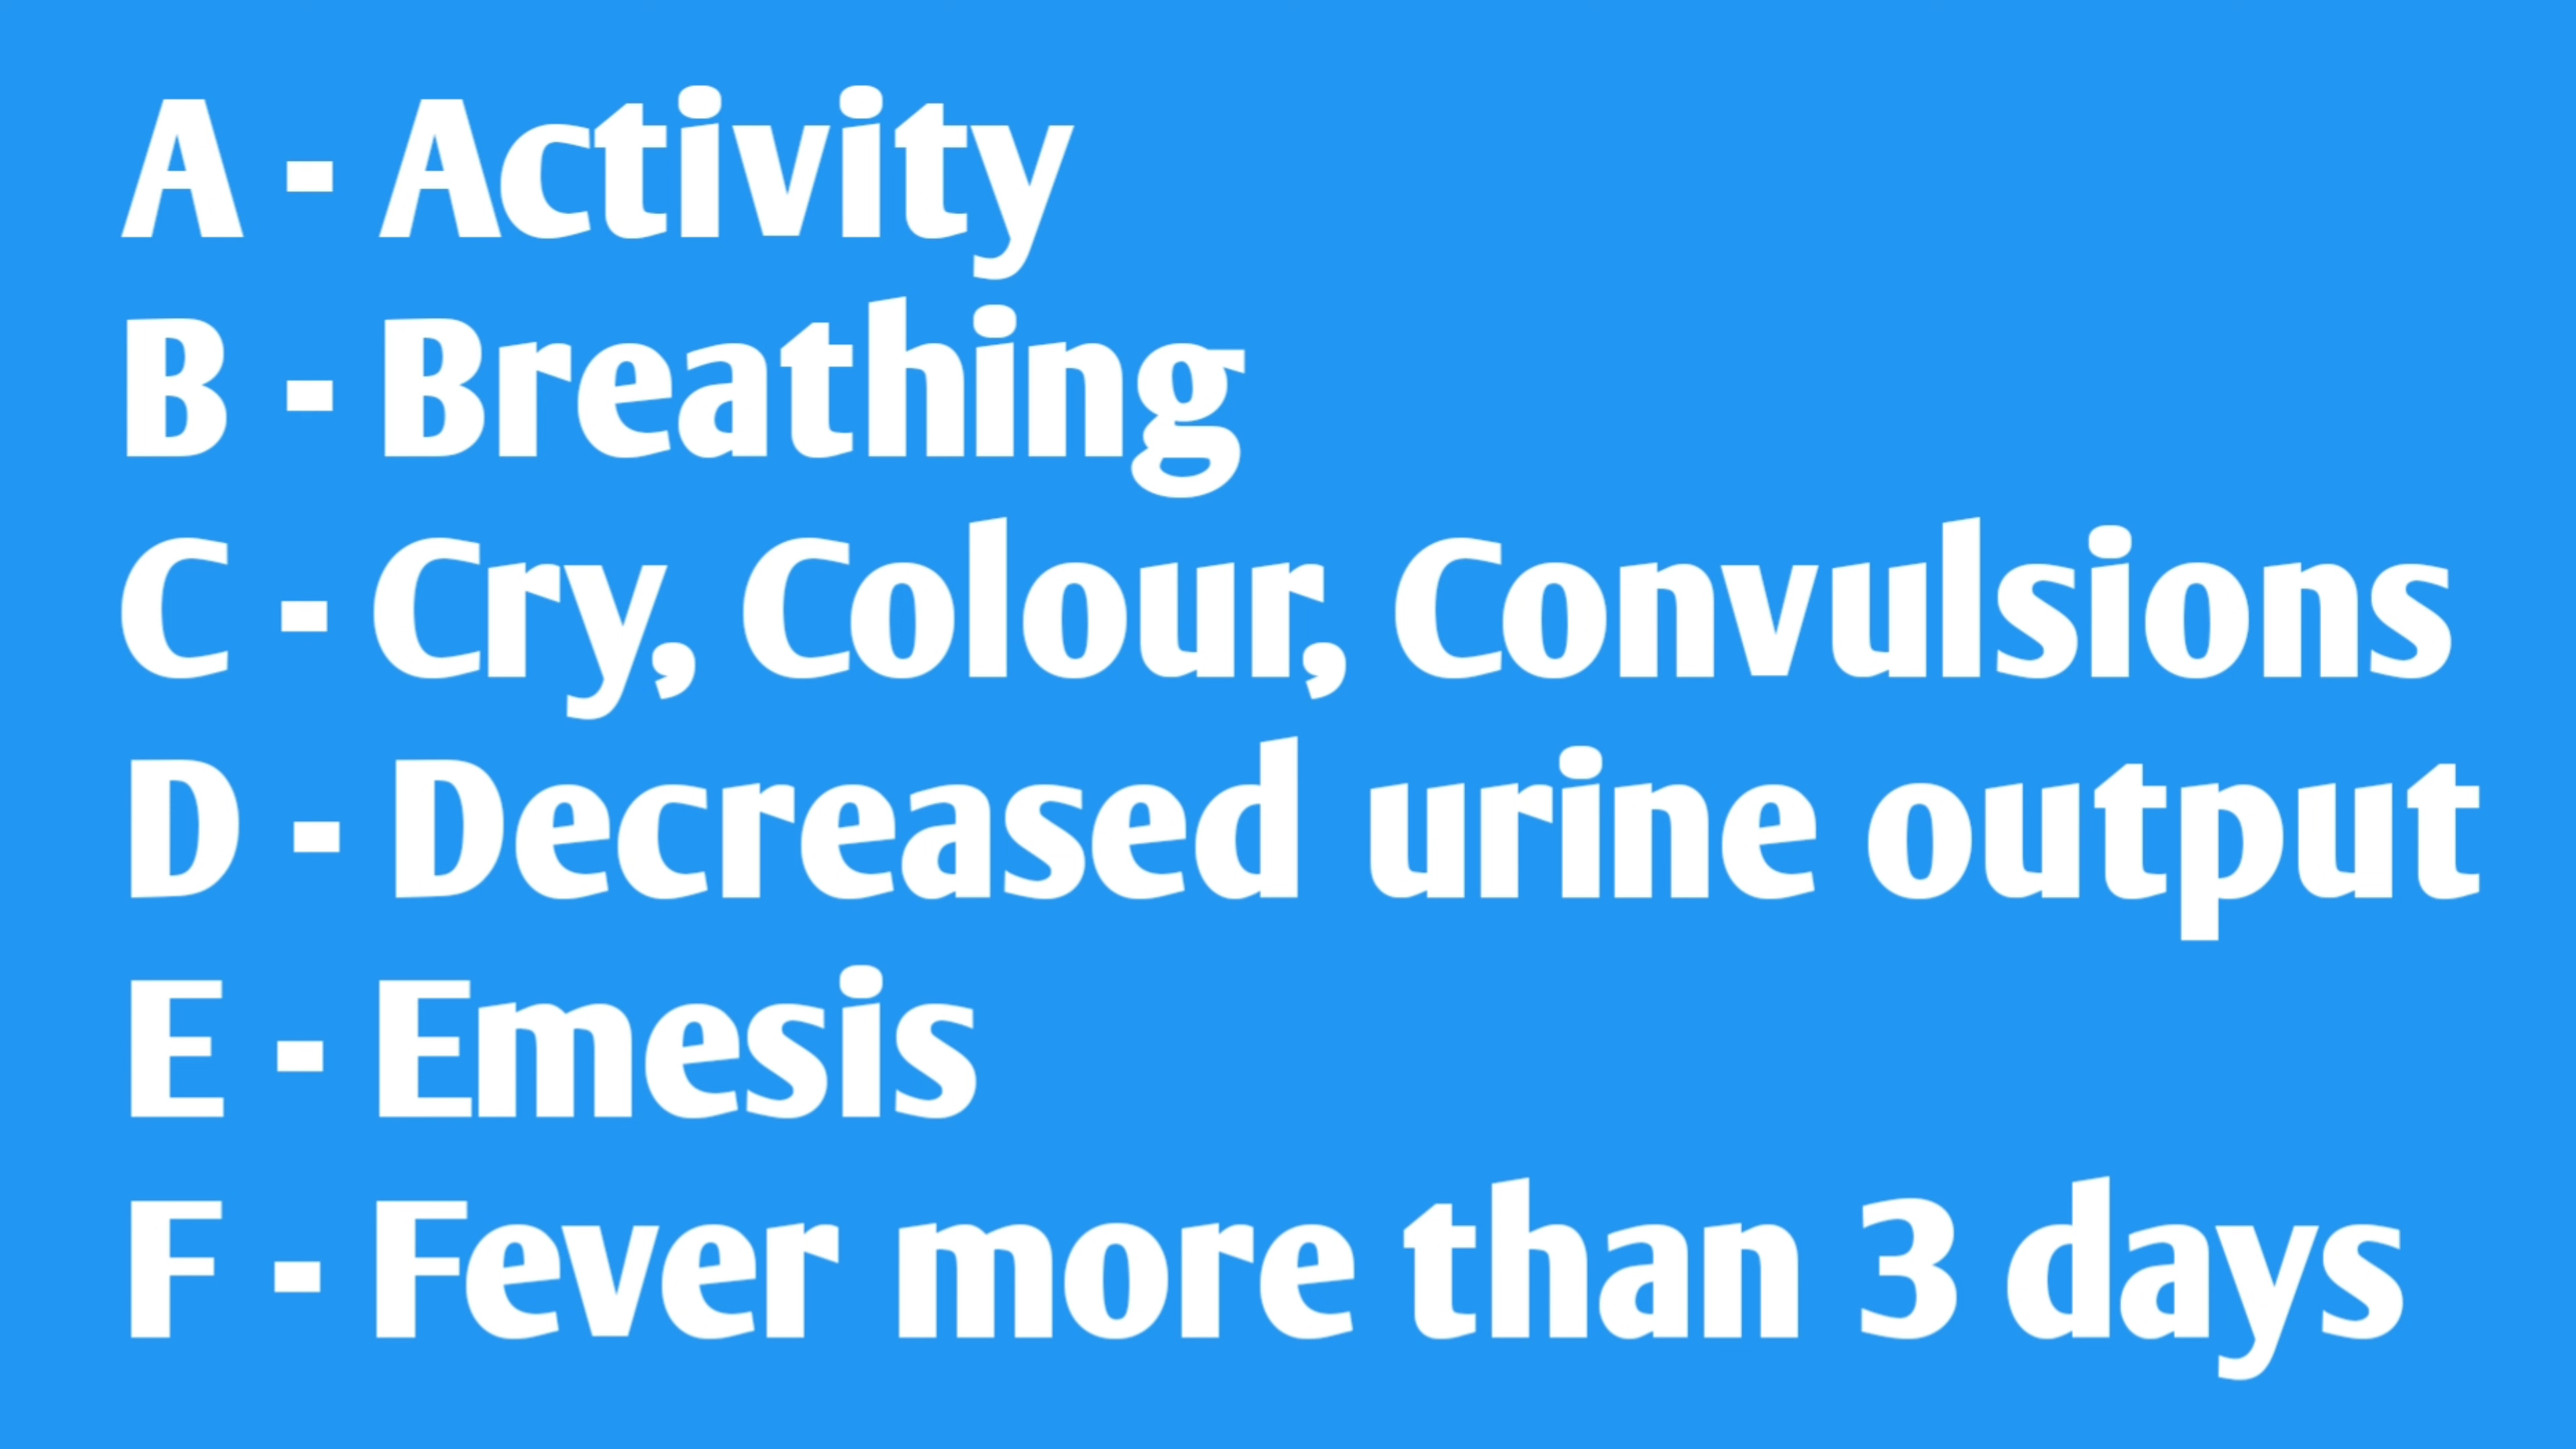 A - Activity
B - Breathing
C - Cry, Colour, Convulsions
D - Decreased urine output
E - Emesis
F - Fever more than 3 days